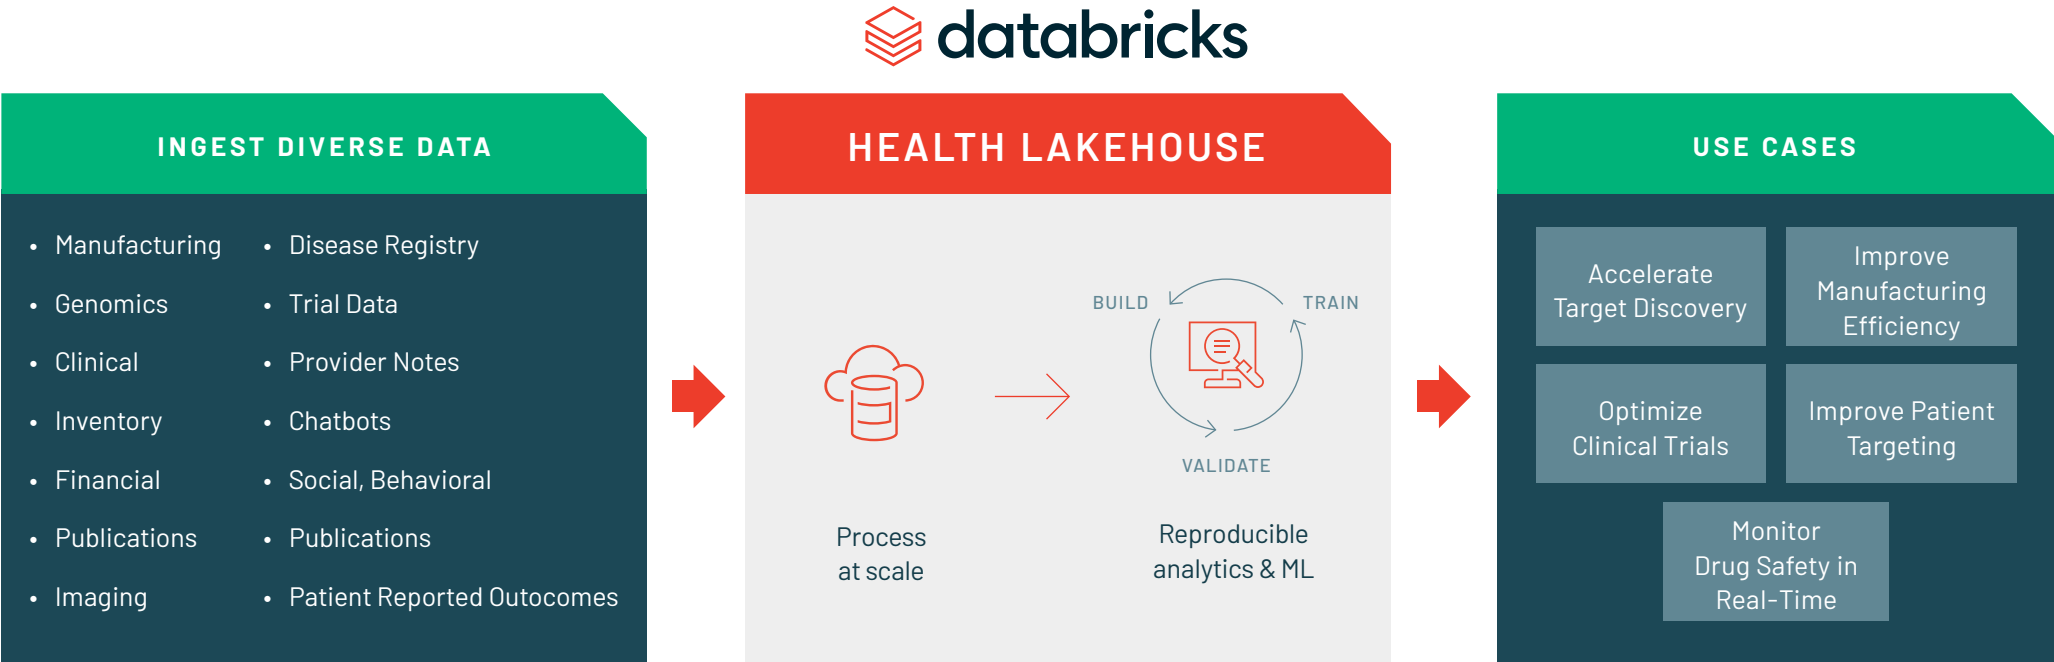 databricks
INGEST DIVERSE DATA
• Manufacturing
• Genomics
• Clinical
• Inventory
• Financial
• Publications
• Imaging
• Disease Registry
• Trial Data
• Provider Notes
• Chatbots
• Social, Behavioral
• Publications
• Patient Reported Outocomes
HEALTH LAKEHOUSE
BUILD
TRAIN
VALIDATE
Process
at scale
Reproducible
analytics & ML
USE CASES
Accelerate
Target Discovery
Improve
Manufacturing
Efficiency
Optimize
Clinical Trials
Improve Patient
Targeting
Monitor
Drug Safety in
Real-Time